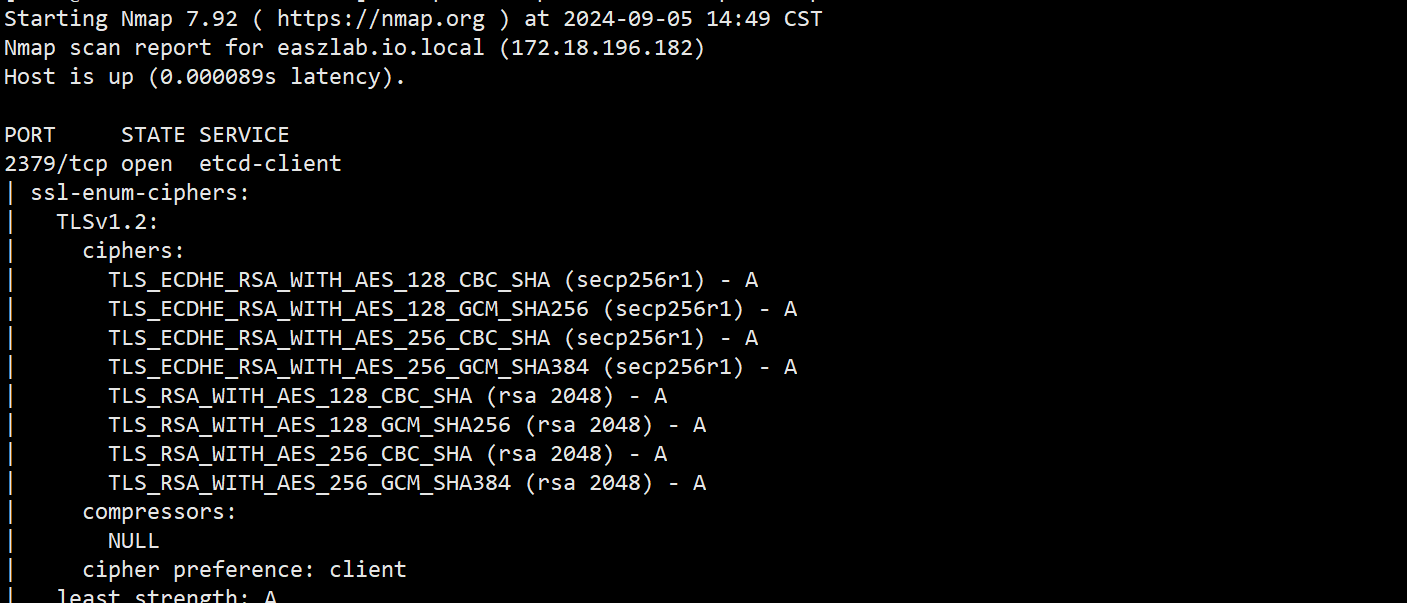 Starting Nmap 7.92 ( https://nmap.org ) at 2024-09-05 14:49 CST
Nmap scan report for easzlab.io.local (172.18.196.182)
Host is up (0.000089s latency).
PORT     STATE SERVICE
2379/tcp open  etcd-client
| ssl-enum-ciphers:
|   TLSv1.2:
|     ciphers:
|       TLS_ECDHE_RSA_WITH_AES_128_CBC_SHA (secp256r1) - A
|       TLS_ECDHE_RSA_WITH_AES_128_GCM_SHA256 (secp256r1) - A
|       TLS_ECDHE_RSA_WITH_AES_256_CBC_SHA (secp256r1) - A
|       TLS_ECDHE_RSA_WITH_AES_256_GCM_SHA384 (secp256r1) - A
|       TLS_RSA_WITH_AES_128_CBC_SHA (rsa 2048) - A
|       TLS_RSA_WITH_AES_128_GCM_SHA256 (rsa 2048) - A
|       TLS_RSA_WITH_AES_256_CBC_SHA (rsa 2048) - A
|       TLS_RSA_WITH_AES_256_GCM_SHA384 (rsa 2048) - A
|     compressors:
|       NULL
|     cipher preference: client
|   least strength: A